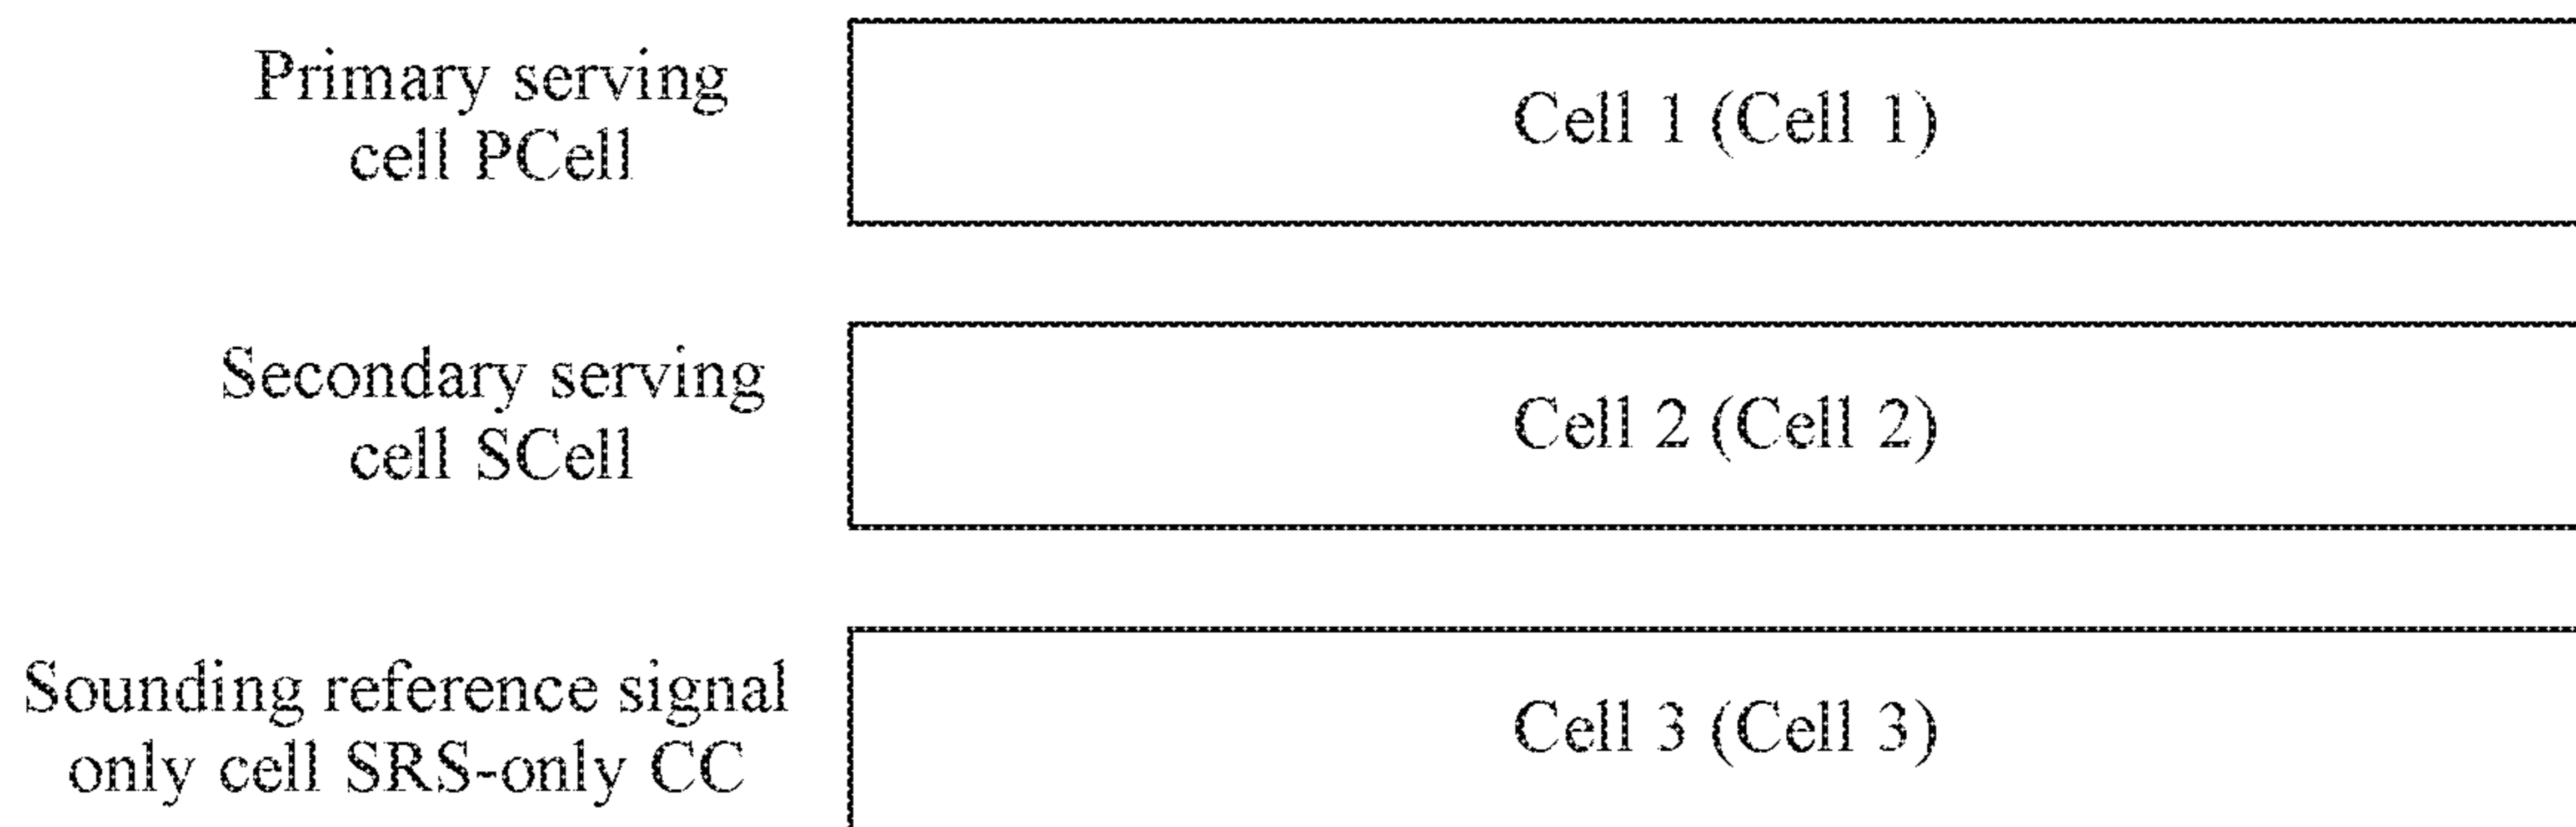 Primary serving
cell PCell
Cell 1 (Cell 1)
Secondary serving
cell SCell
Cell 2 (Cell 2)
Sounding reference signal
only cell SRS-only CC
Cell 3 (Cell 3)